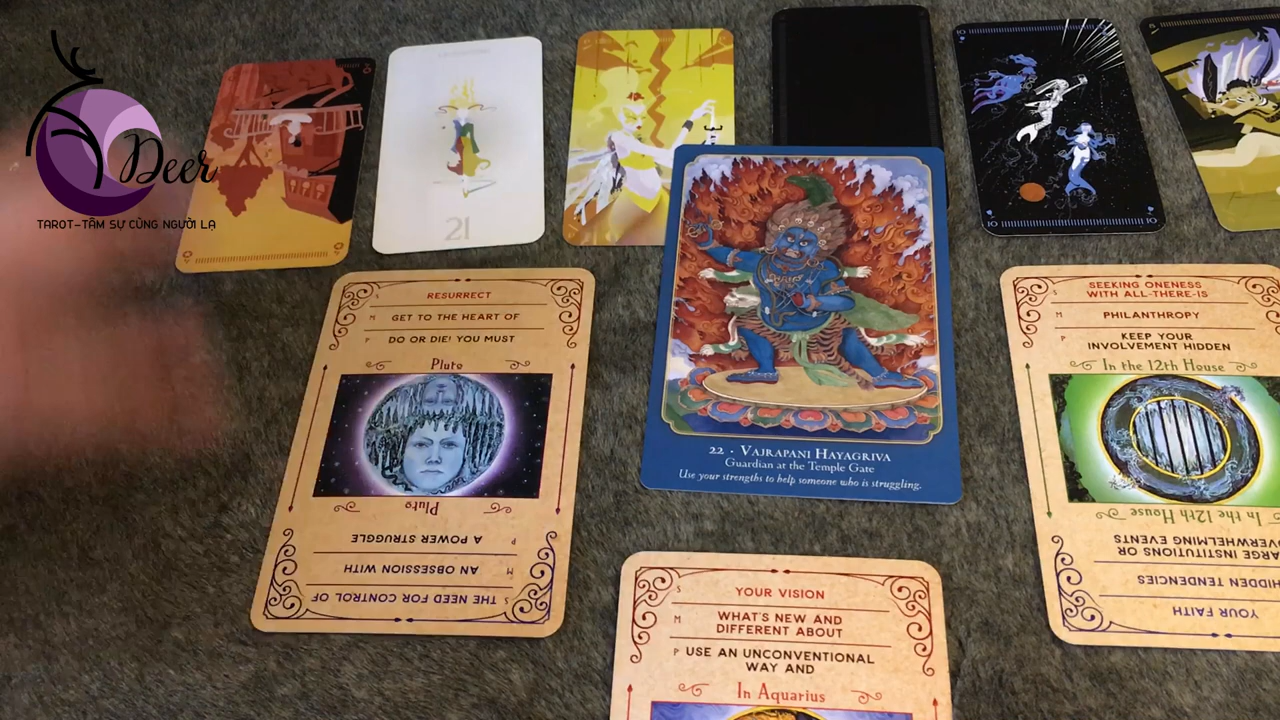 Deer
TAROT-TÂM SỰ CÙNG NGƯỜI LẠ
21
10
10
S RESURRECT
M GET TO THE HEART OF
P DO OR DIE! YOU MUST
Pluto
Pluto
A POWER STRUGGLE P
AN OBSESSION WITH M
THE NEED FOR CONTROL OF S
22 · VAJRAPANI HAYAGRIVA
Guardian at the Temple Gate
Use your strengths to help someone who is struggling.
S SEEKING ONENESS
WITH ALL-THERE-IS
M PHILANTHROPY
P KEEP YOUR
INVOLVEMENT HIDDEN
In the 12th House
In the 12th House
ARGE INSTITUTIONS OR
OVERWHELMING EVENTS
HIDDEN TENDENCIES
YOUR FAITH
S YOUR VISION
M WHAT'S NEW AND
DIFFERENT ABOUT
P USE AN UNCONVENTIONAL
WAY AND
In Aquarius